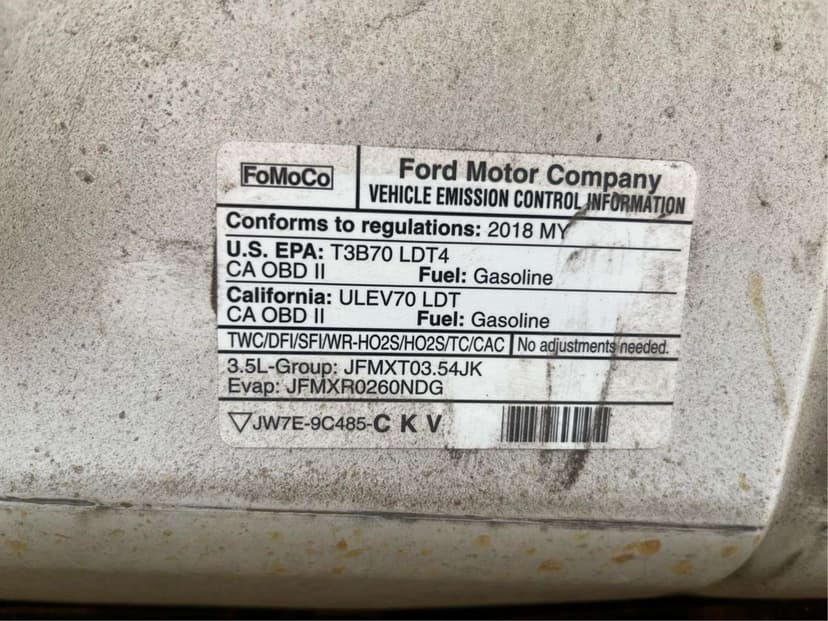 FoMoCo
Ford Motor Company
VEHICLE EMISSION CONTROL INFORMATION
Conforms to regulations: 2018 MY
U.S. EPA: T3B70 LDT4
CA OBD II Fuel: Gasoline
California: ULEV70 LDT
CA OBD II Fuel: Gasoline
TWC/DFI/SFI/WR-HO2S/HO2S/TC/CAC No adjustments needed.
3.5L-Group: JFMXT03.54JK
Evap: JFMXR0260NDG
▽JW7E-9C485-C K V